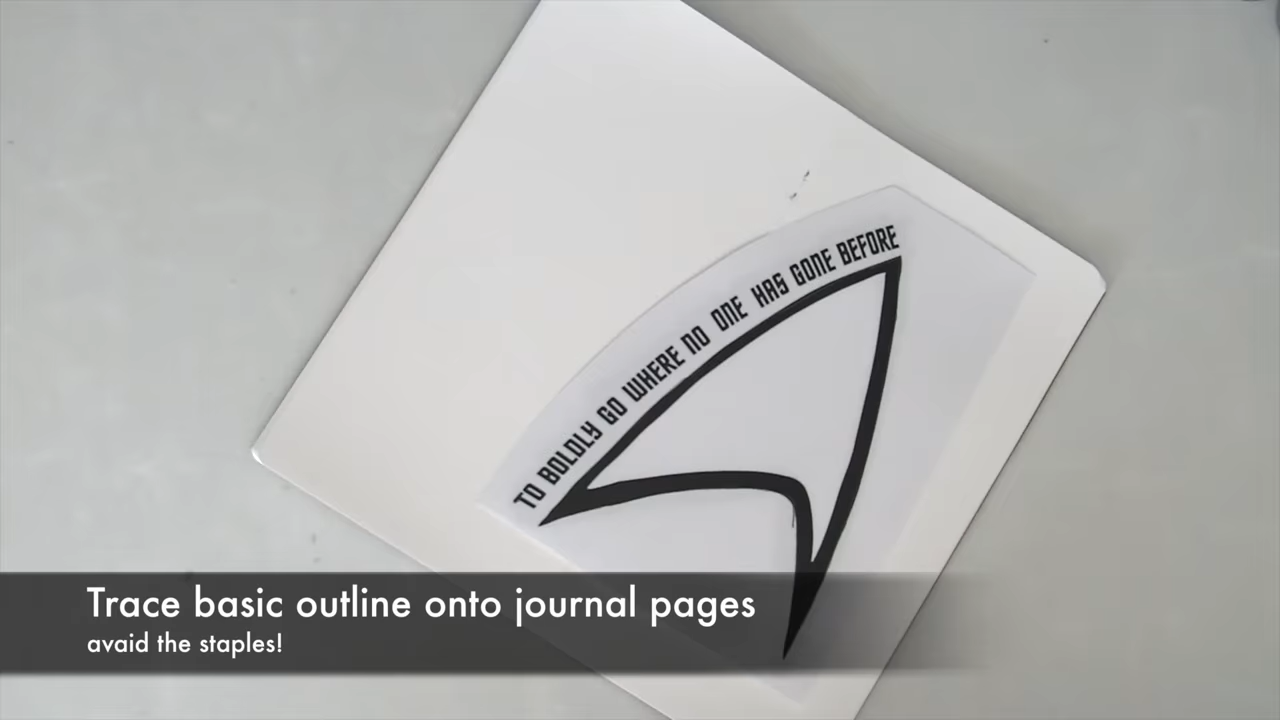 TO BOLDLY GO WHERE NO ONE HAS GONE BEFORE
Trace basic outline onto journal pages
avaid the staples!